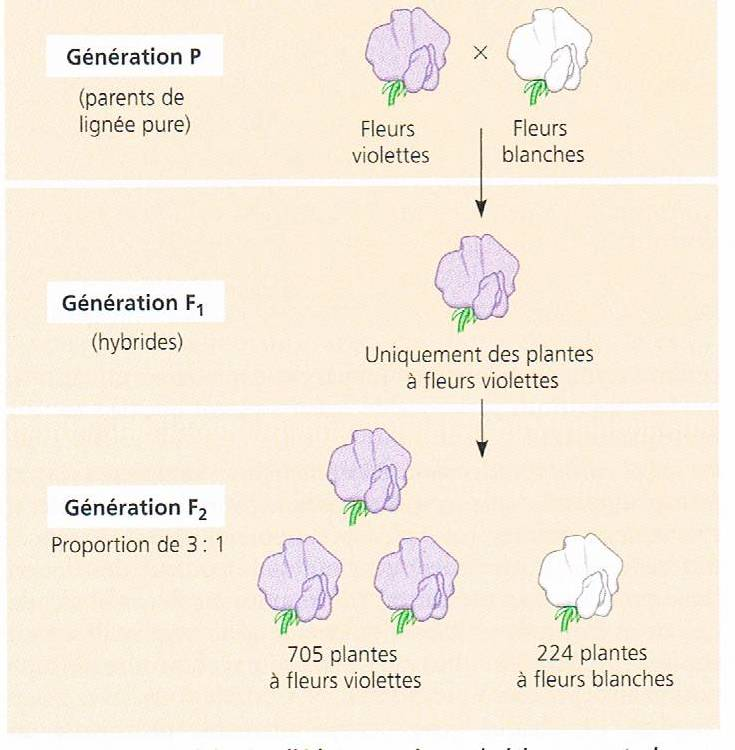 Génération P
(parents de
lignée pure)
×
Fleurs
violettes
Fleurs
blanches
Génération F₁
(hybrides)
Uniquement des plantes
à fleurs violettes
Génération F₂
Proportion de 3 : 1
705 plantes
à fleurs violettes
224 plantes
à fleurs blanches